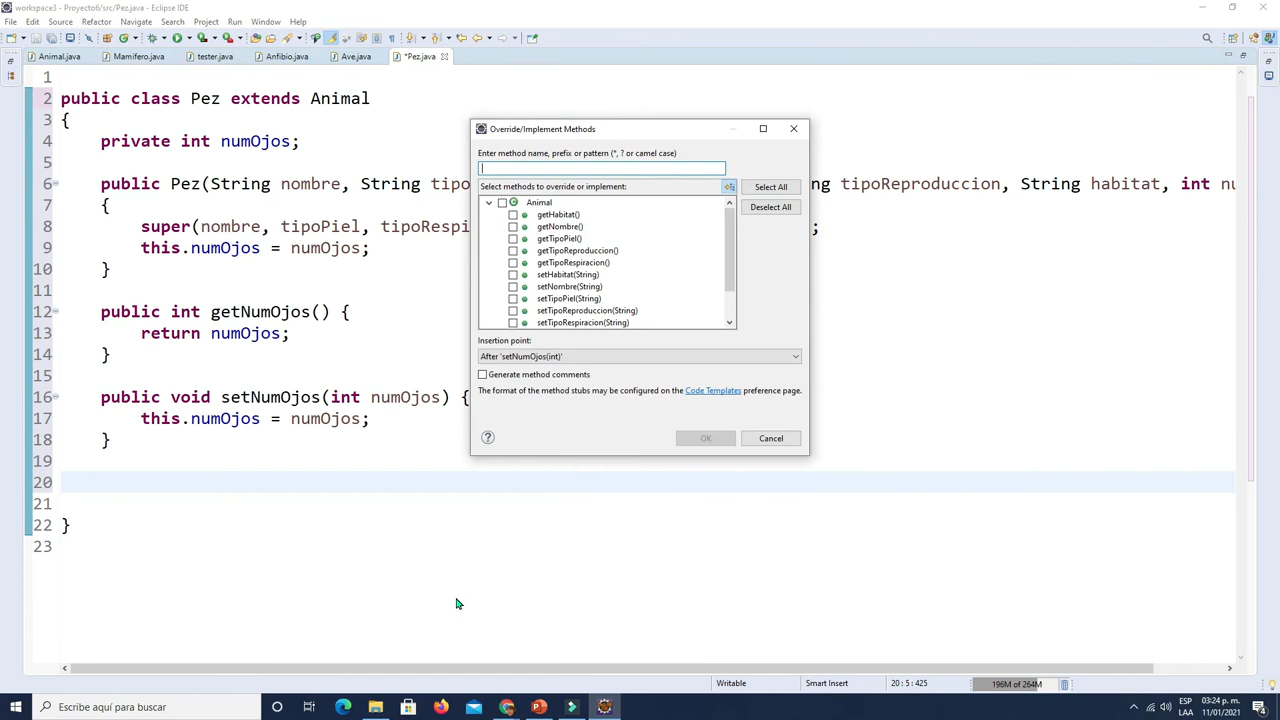 workspace3 - Proyecto6/src/Pez.java - Eclipse IDE
File Edit Source Refactor Navigate Search Project Run Window Help
Animal.java Mamifero.java tester.java Anfibio.java Ave.java *Pez.java
1
2 public class Pez extends Animal
3 {
4 private int numOjos;
5
6 public Pez(String nombre, String tipo ng tipoReproduccion, String habitat, int nu
7 {
8 super(nombre, tipoPiel, tipoRespi ;
9 this.numOjos = numOjos;
10 }
11
12 public int getNumOjos() {
13 return numOjos;
14 }
15
16 public void setNumOjos(int numOjos) {
17 this.numOjos = numOjos;
18 }
19
20
21
22 }
23
Override/Implement Methods
Enter method name, prefix or pattern (*, ? or camel case)
Select methods to override or implement:
Select All
Deselect All
Animal
getHabitat()
getNombre()
getTipoPiel()
getTipoReproduccion()
getTipoRespiracion()
setHabitat(String)
setNombre(String)
setTipoPiel(String)
setTipoReproduccion(String)
setTipoRespiracion(String)
Insertion point:
After 'setNumOjos(int)'
Generate method comments
The format of the method stubs may be configured on the Code Templates preference page.
OK Cancel
Writable Smart Insert 20 : 5 : 425 196M of 264M
Escribe aquí para buscar
ESP 03:24 p. m.
LAA 11/01/2021
4